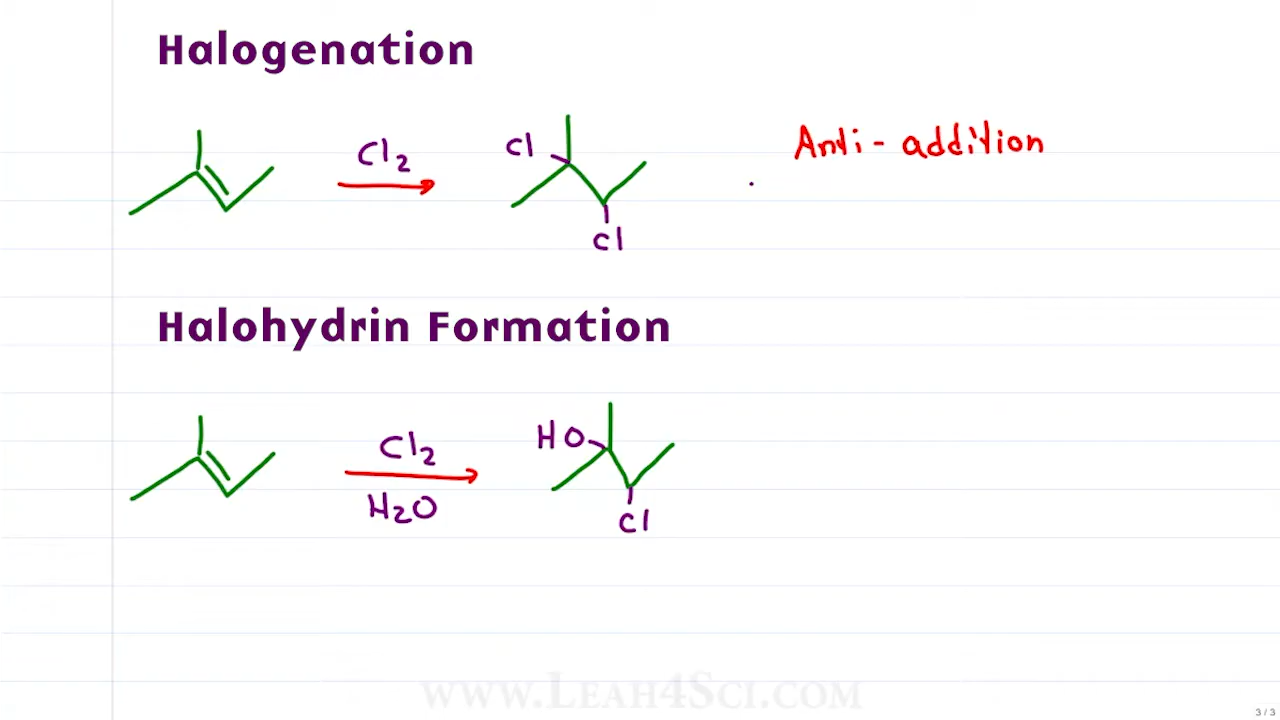 Halogenation
Cl2
Cl
Cl
Anti-addition
Halohydrin Formation
Cl2
H2O
HO
Cl
www.Leah4Sci.com
3 / 3